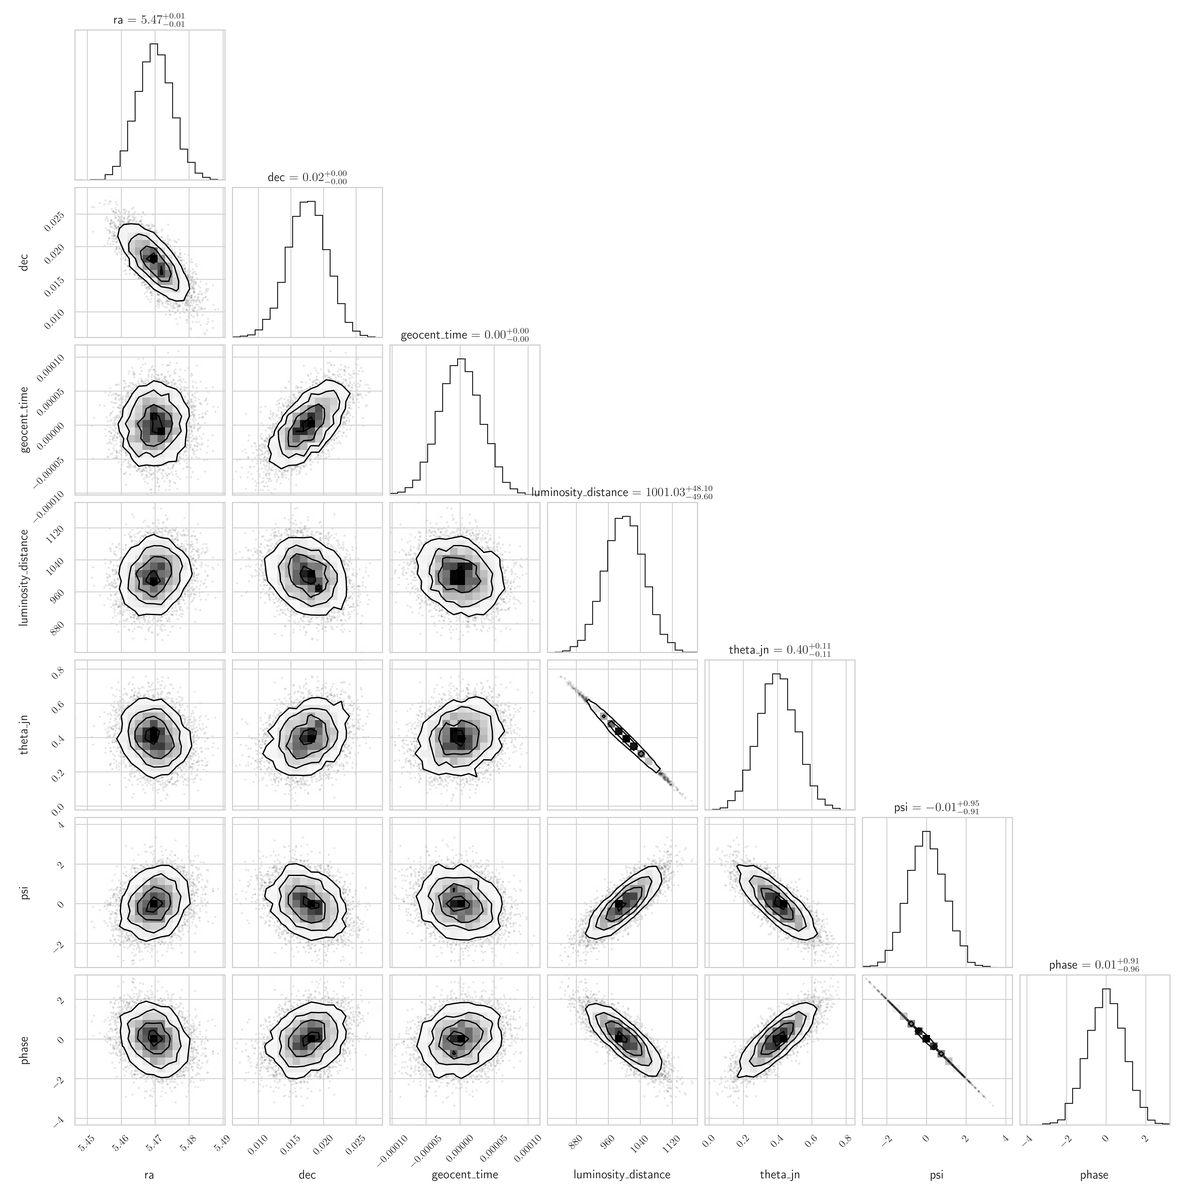 ra = 5.47+0.01−0.01
dec = 0.02+0.00−0.00
dec
0.025
0.020
0.015
0.010
geocent_time = 0.00+0.00−0.00
geocent_time
0.00010
0.00005
0.00000
−0.00005
−0.00010
luminosity_distance = 1001.03+48.10−49.60
luminosity_distance
1120
1040
960
880
theta_jn = 0.40+0.11−0.11
theta_jn
0.8
0.6
0.4
0.2
0.0
psi = −0.01+0.95−0.91
psi
4
2
0
−2
phase = 0.01+0.91−0.96
phase
2
0
−2
−4
5.45 5.46 5.47 5.48 5.49 0.010 0.015 0.020 0.025 −0.00010 −0.00005 0.00000 0.00005 0.00010 880 960 1040 1120 0.0 0.2 0.4 0.6 0.8 −2 0 2 4 −4 −2 0 2
ra dec geocent_time luminosity_distance theta_jn psi phase